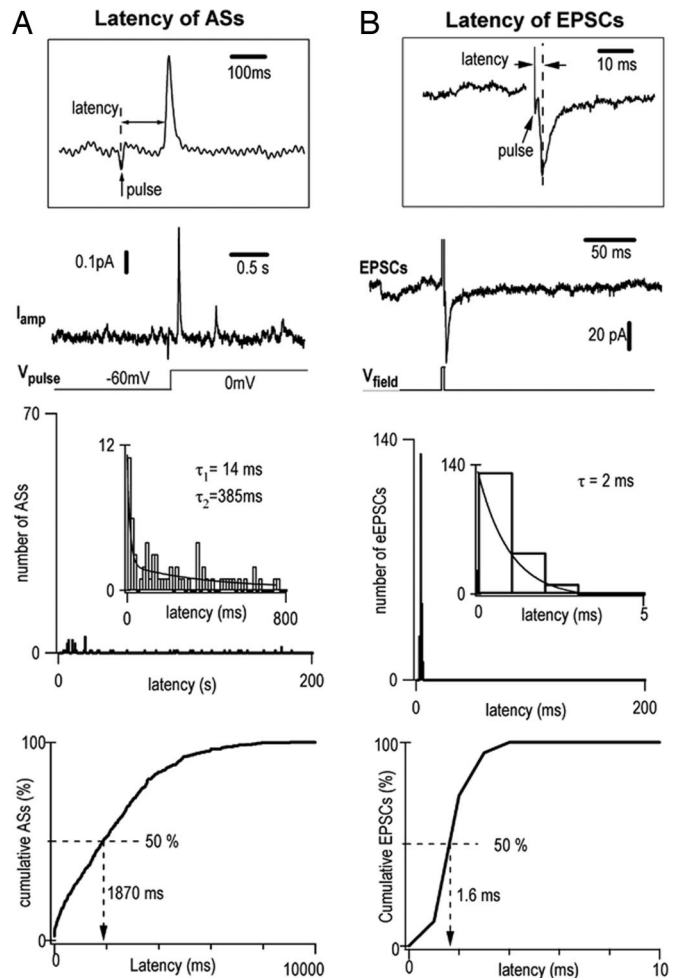 A
Latency of ASs
100ms
latency
pulse
0.1pA
0.5 s
Iamp
Vpulse
-60mV
0mV
70
number of ASs
0
12
τ1= 14 ms
τ2=385ms
0
0
latency (ms)
800
0
latency (s)
200
100
cumulative ASs (%)
50 %
1870 ms
0
0
Latency (ms)
10000
B
Latency of EPSCs
latency
10 ms
pulse
50 ms
EPSCs
20 pA
Vfield
140
number of eEPSCs
0
140
τ = 2 ms
0
0
latency (ms)
5
0
latency (ms)
200
100
Cumulative EPSCs (%)
50 %
1.6 ms
0
0
Latency (ms)
10